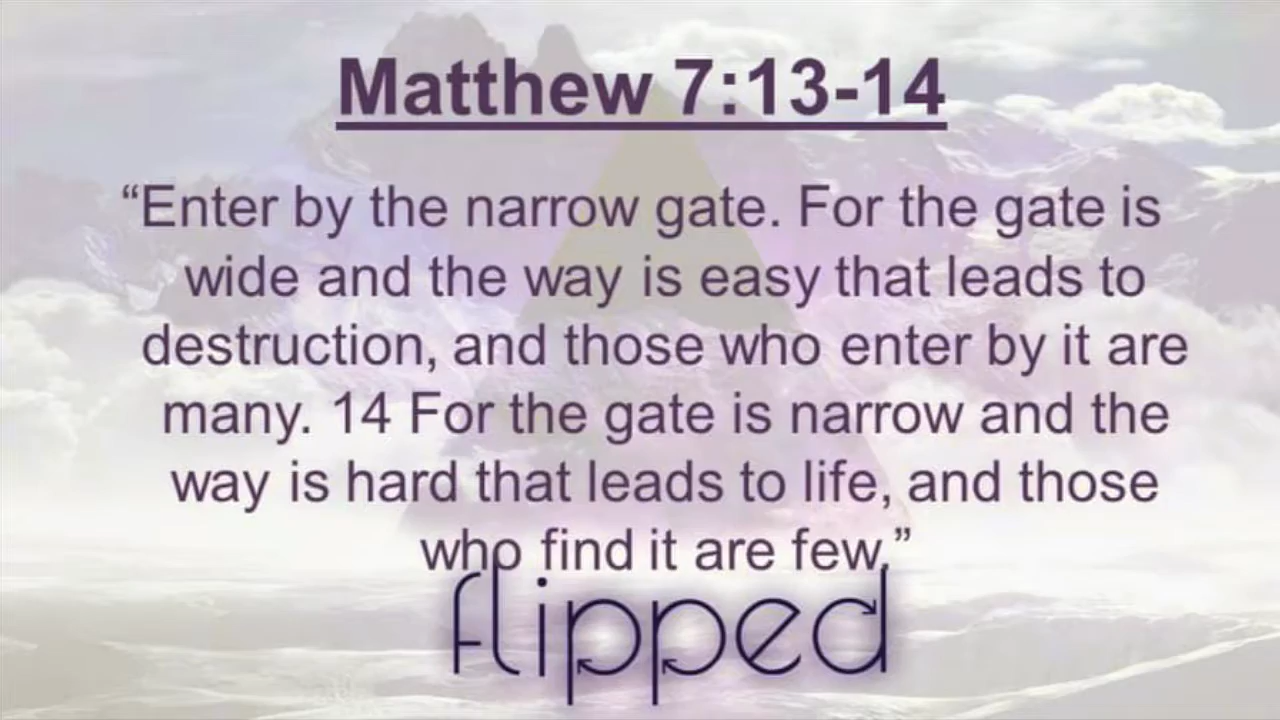 Matthew 7:13-14
“Enter by the narrow gate. For the gate is
wide and the way is easy that leads to
destruction, and those who enter by it are
many. 14 For the gate is narrow and the
way is hard that leads to life, and those
who find it are few.”
flipped